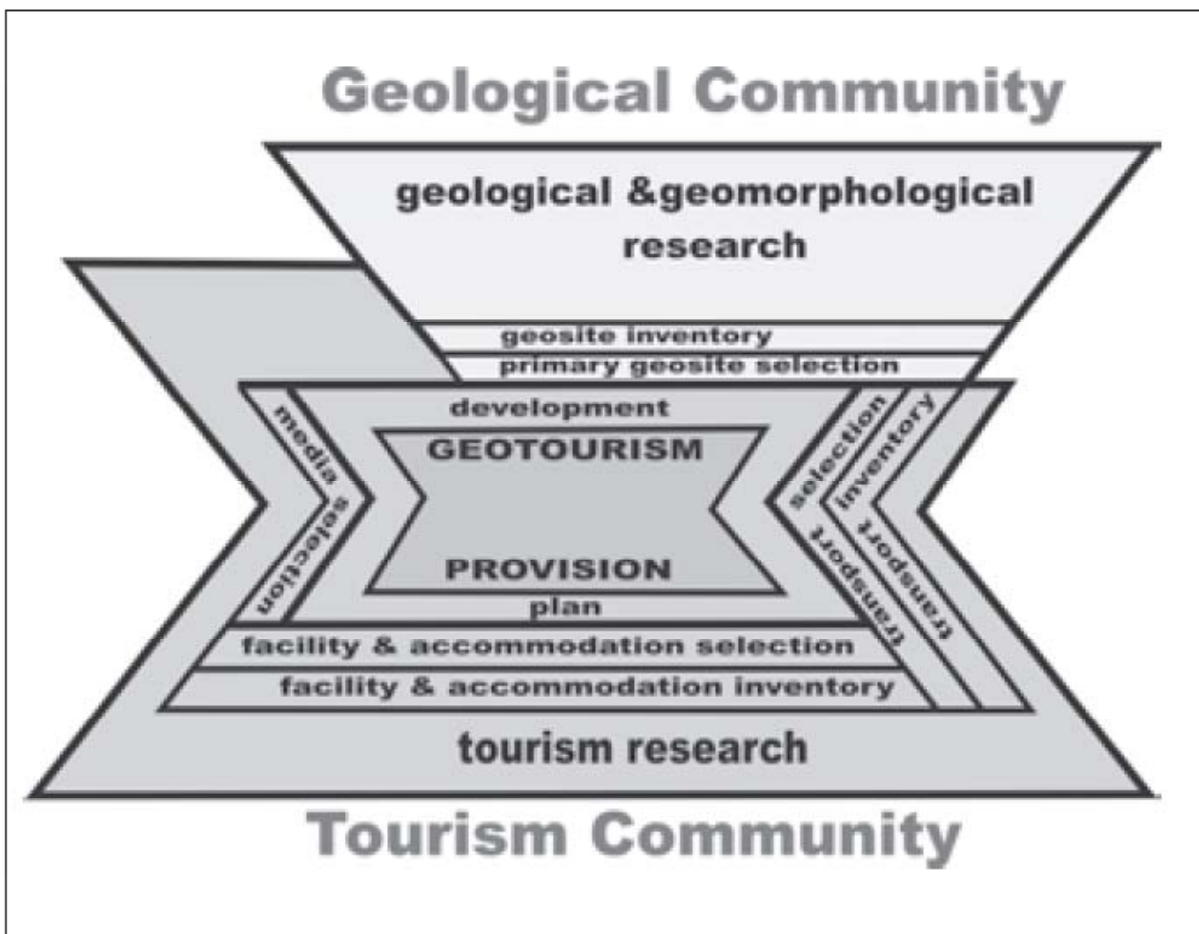 Geological Community
geological &geomorphological
research
geosite inventory
primary geosite selection
development
GEOTOURISM
PROVISION
plan
media selection
transport selection
transport inventory
facility & accommodation selection
facility & accommodation inventory
tourism research
Tourism Community